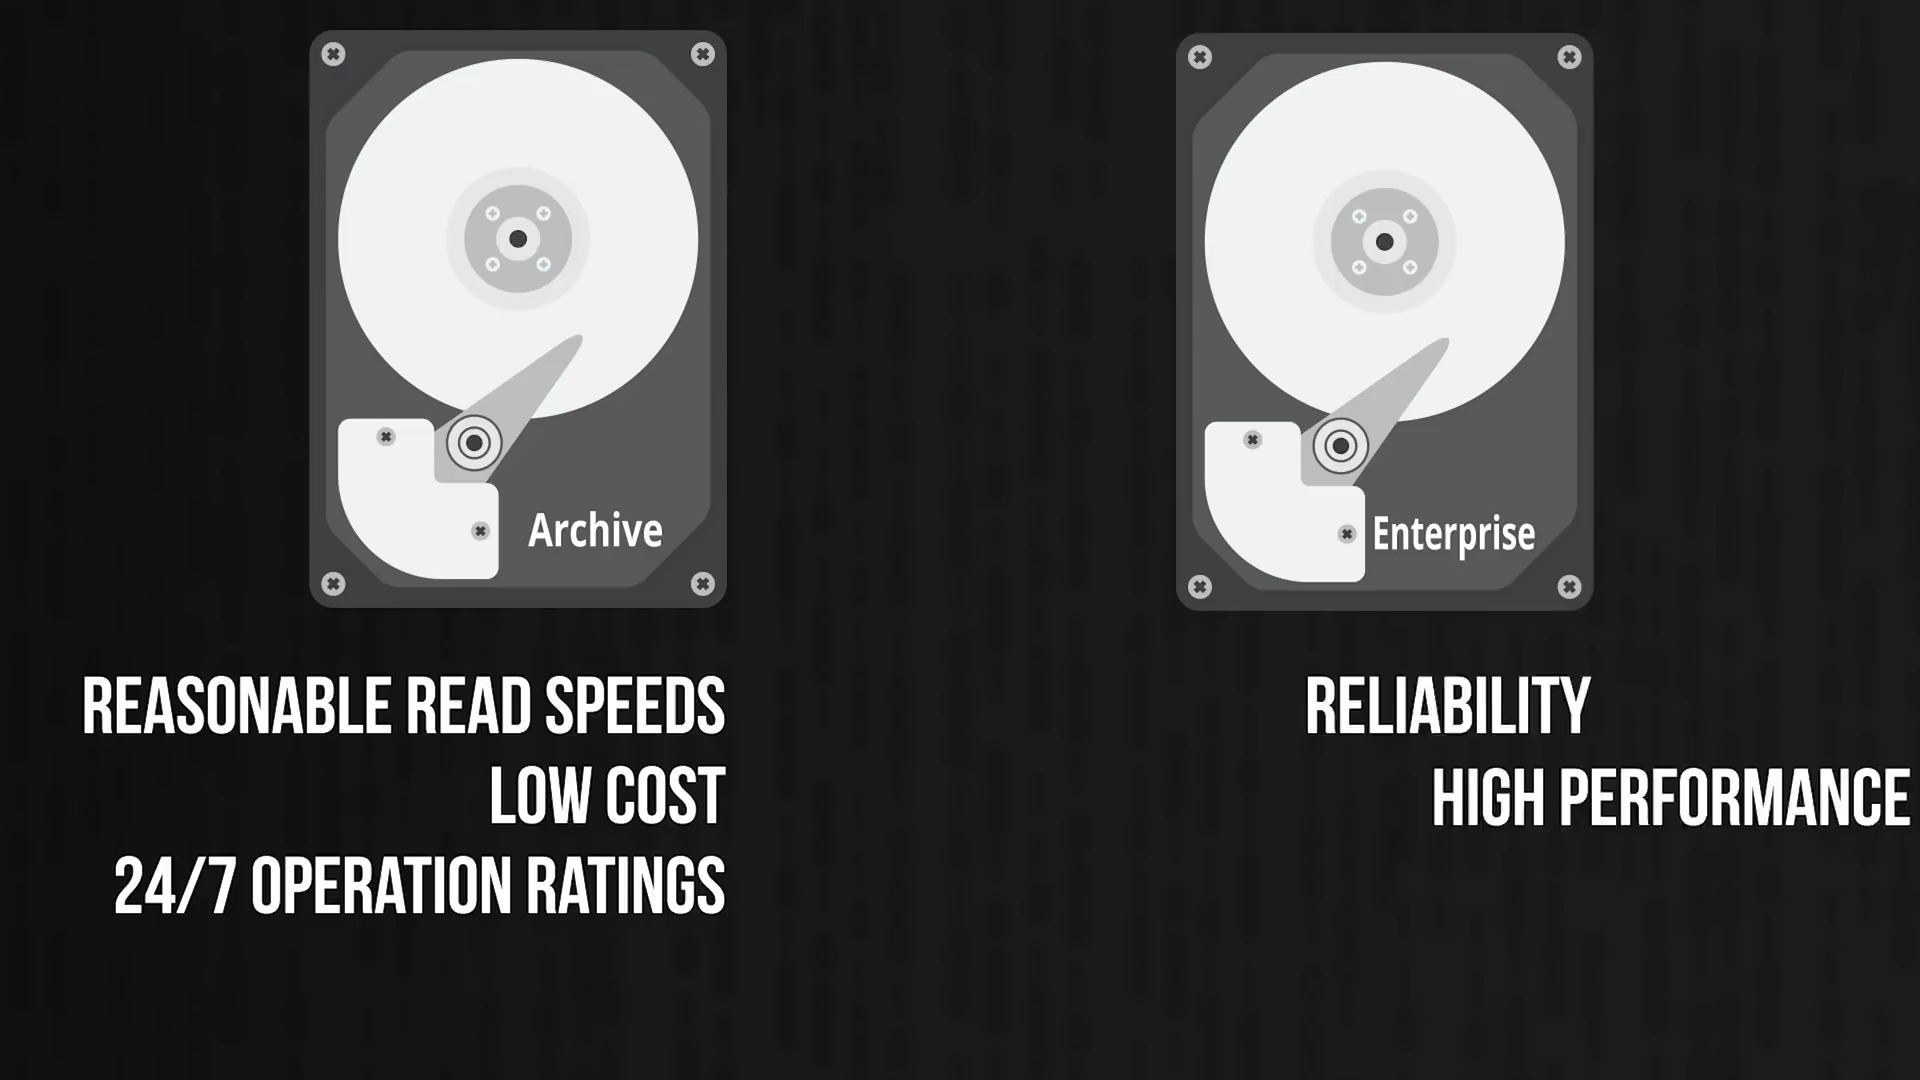 Archive
REASONABLE READ SPEEDS
LOW COST
24/7 OPERATION RATINGS
Enterprise
RELIABILITY
HIGH PERFORMANCE